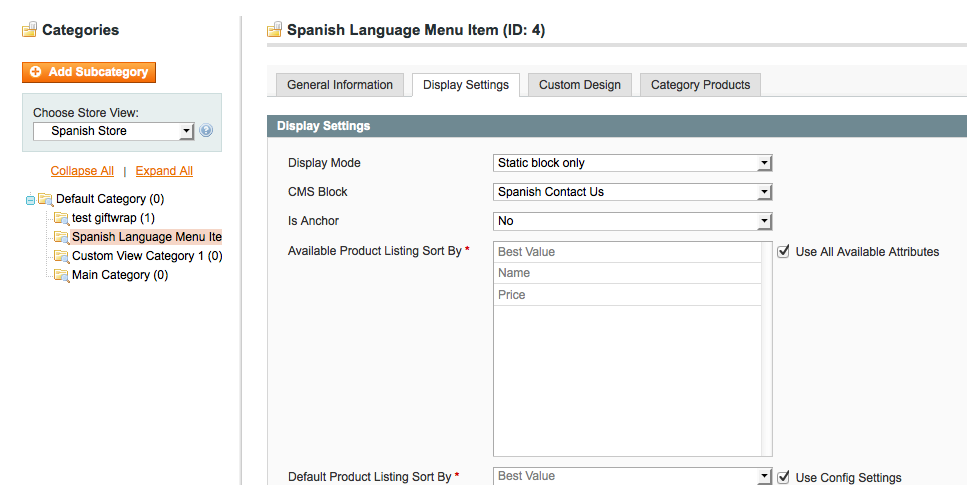 Categories
Add Subcategory
Choose Store View:
Spanish Store
Collapse All | Expand All
Default Category (0)
test giftwrap (1)
Spanish Language Menu Ite
Custom View Category 1 (0)
Main Category (0)
Spanish Language Menu Item (ID: 4)
General Information Display Settings Custom Design Category Products
Display Settings
Display Mode Static block only
CMS Block Spanish Contact Us
Is Anchor No
Available Product Listing Sort By * Best Value Use All Available Attributes
Name
Price
Default Product Listing Sort By * Best Value Use Config Settings